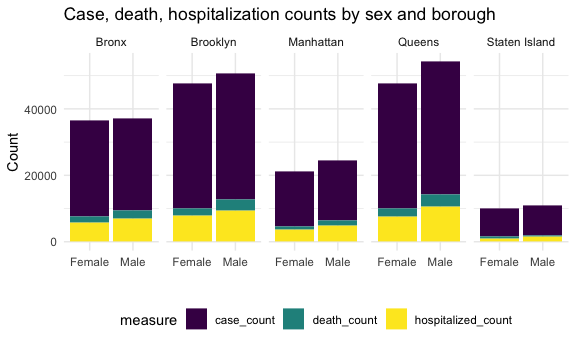 Case, death, hospitalization counts by sex and borough
Bronx Brooklyn Manhattan Queens Staten Island
Count
40000
20000
0
Female Male Female Male Female Male Female Male Female Male
measure case_count death_count hospitalized_count